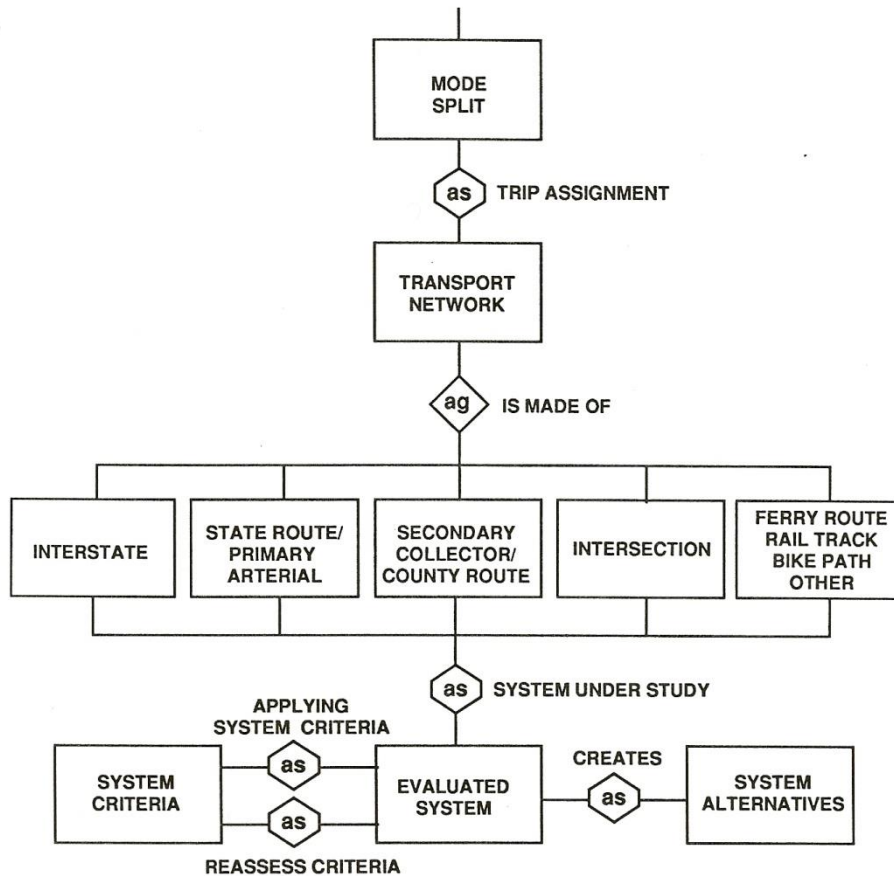 MODE
SPLIT
as
TRIP ASSIGNMENT
TRANSPORT
NETWORK
ag
IS MADE OF
INTERSTATE
STATE ROUTE/
PRIMARY
ARTERIAL
SECONDARY
COLLECTOR/
COUNTY ROUTE
INTERSECTION
FERRY ROUTE
RAIL TRACK
BIKE PATH
OTHER
as
SYSTEM UNDER STUDY
APPLYING
SYSTEM CRITERIA
as
SYSTEM
CRITERIA
as
REASSESS CRITERIA
EVALUATED
SYSTEM
CREATES
as
SYSTEM
ALTERNATIVES